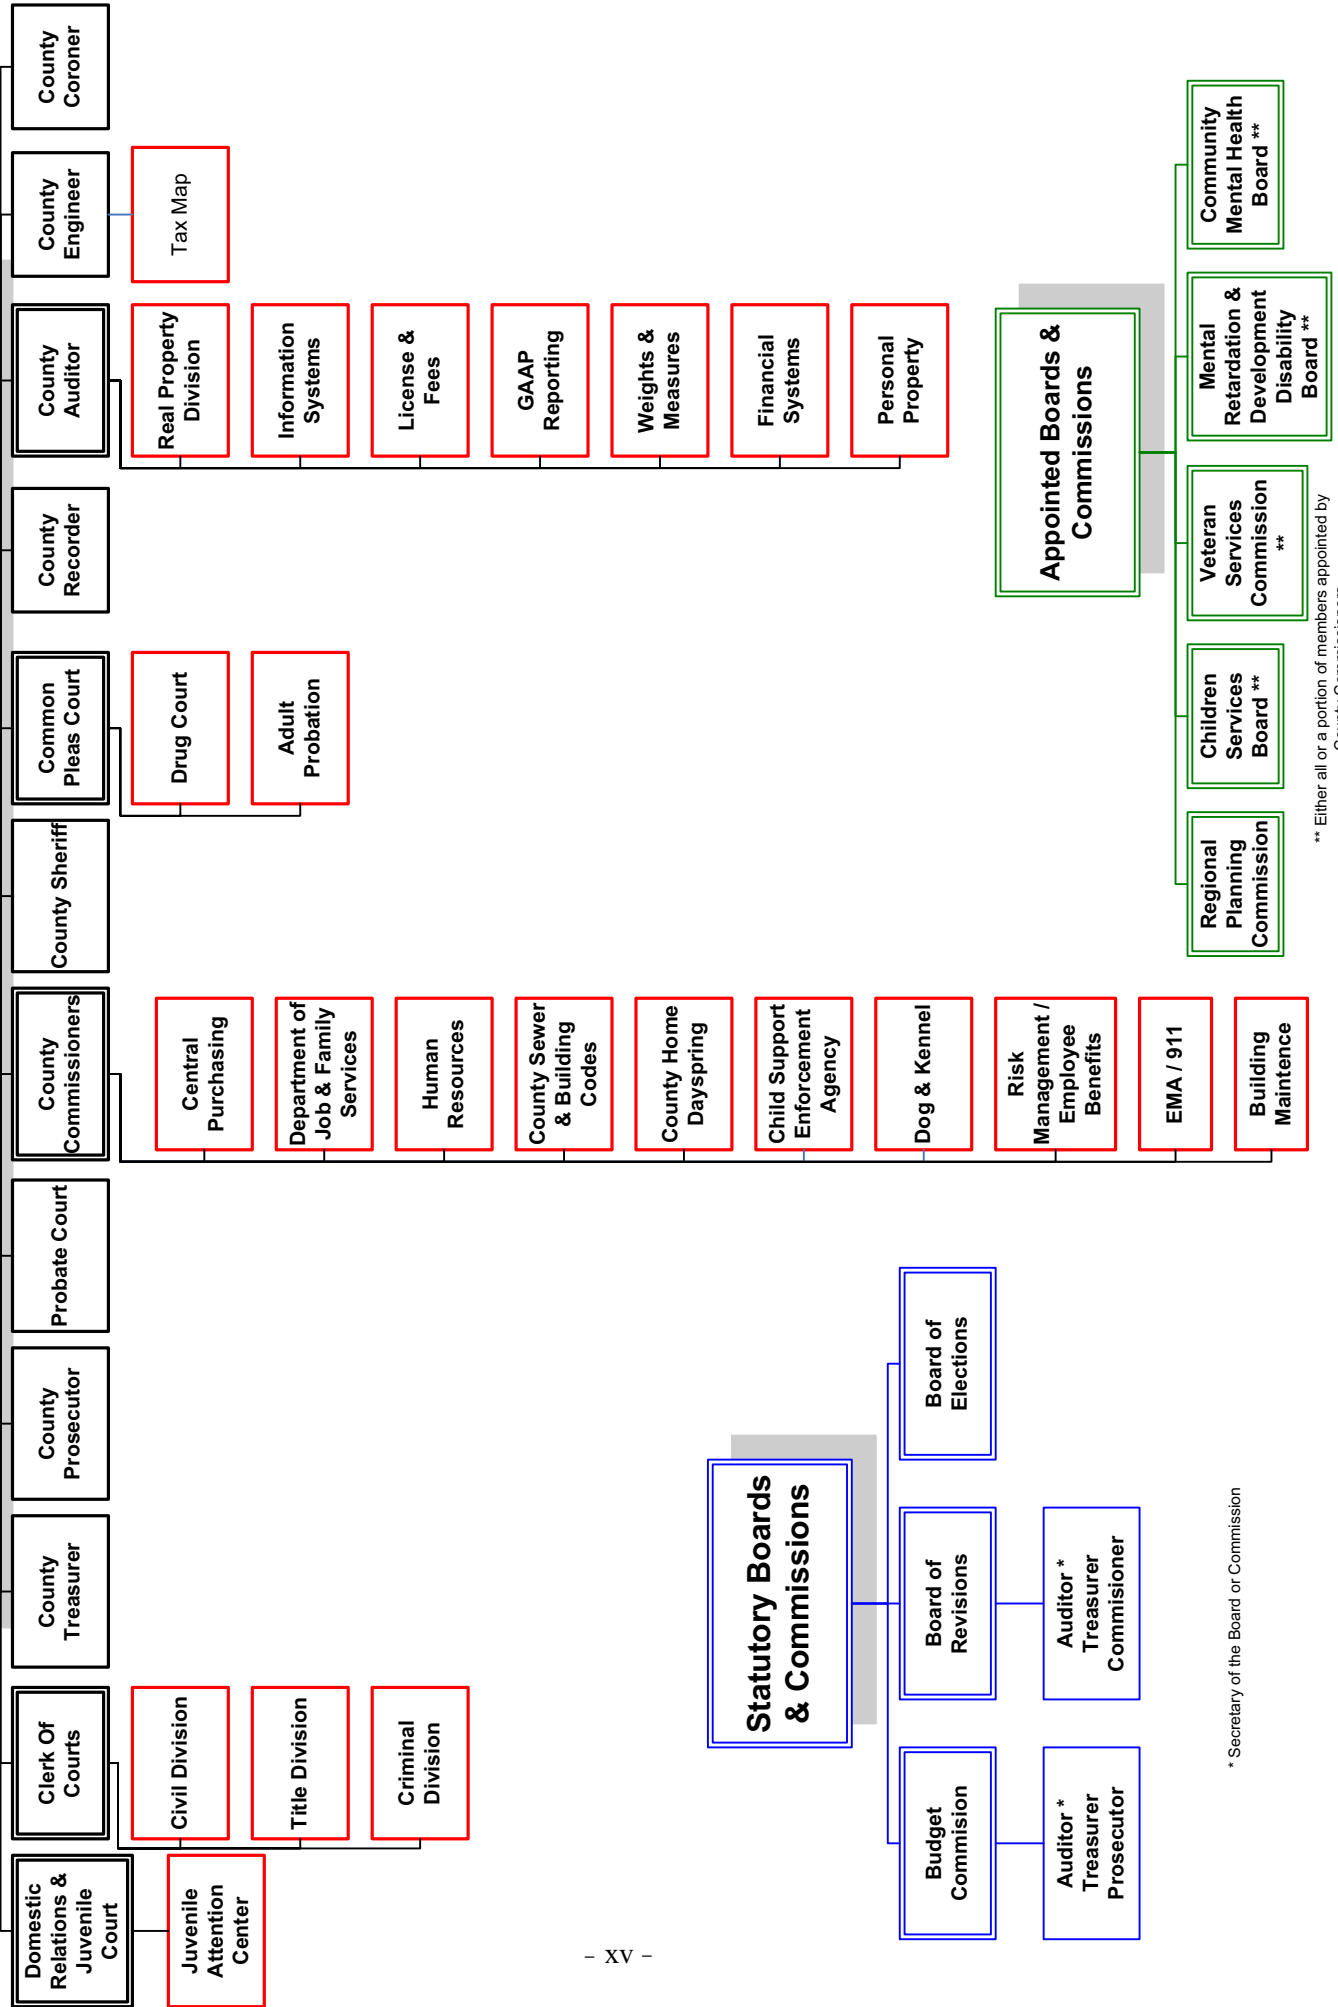 Domestic
Relations &
Juvenile
Court
Juvenile
Attention
Center
Clerk Of
Courts
Civil Division
Title Division
Criminal
Division
County
Treasurer
County
Prosecutor
Probate Court
County
Commissioners
Central
Purchasing
Department of
Job & Family
Services
Human
Resources
County Sewer
& Building
Codes
County Home
Dayspring
Child Support
Enforcement
Agency
Dog & Kennel
Risk
Management /
Employee
Benefits
EMA / 911
Building
Maintence
County Sheriff
Common
Pleas Court
Drug Court
Adult
Probation
County
Recorder
County
Auditor
Real Property
Division
Information
Systems
License &
Fees
GAAP
Reporting
Weights &
Measures
Financial
Systems
Personal
Property
County
Engineer
Tax Map
County
Coroner
Statutory Boards
& Commissions
Budget
Commision
Auditor *
Treasurer
Prosecutor
Board of
Revisions
Auditor *
Treasurer
Commisioner
Board of
Elections
* Secretary of the Board or Commission
Appointed Boards &
Commissions
Regional
Planning
Commission
Children
Services
Board **
Veteran
Services
Commission
**
Mental
Retardation &
Development
Disability
Board **
Community
Mental Health
Board **
** Either all or a portion of members appointed by
County Commissioners
– xv –